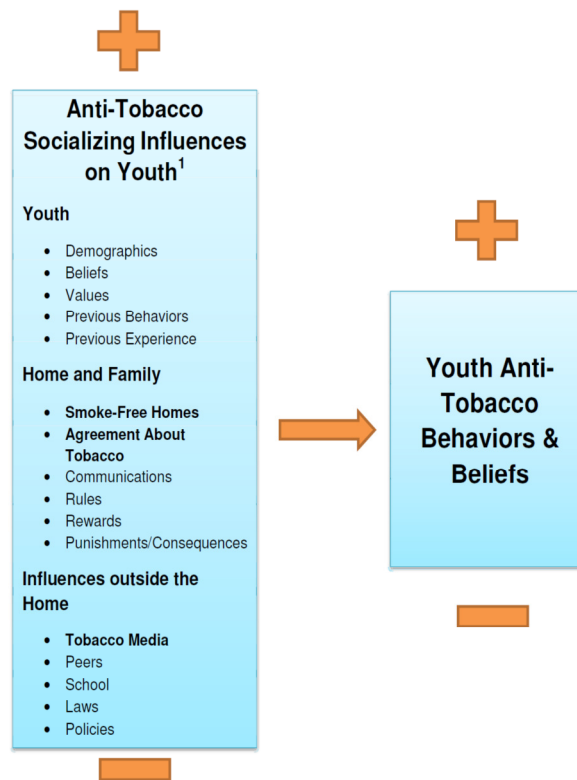 Anti-Tobacco
Socializing Influences
on Youth¹
Youth
• Demographics
• Beliefs
• Values
• Previous Behaviors
• Previous Experience
Home and Family
• Smoke-Free Homes
• Agreement About
Tobacco
• Communications
• Rules
• Rewards
• Punishments/Consequences
Influences outside the
Home
• Tobacco Media
• Peers
• School
• Laws
• Policies
Youth Anti-
Tobacco
Behaviors &
Beliefs